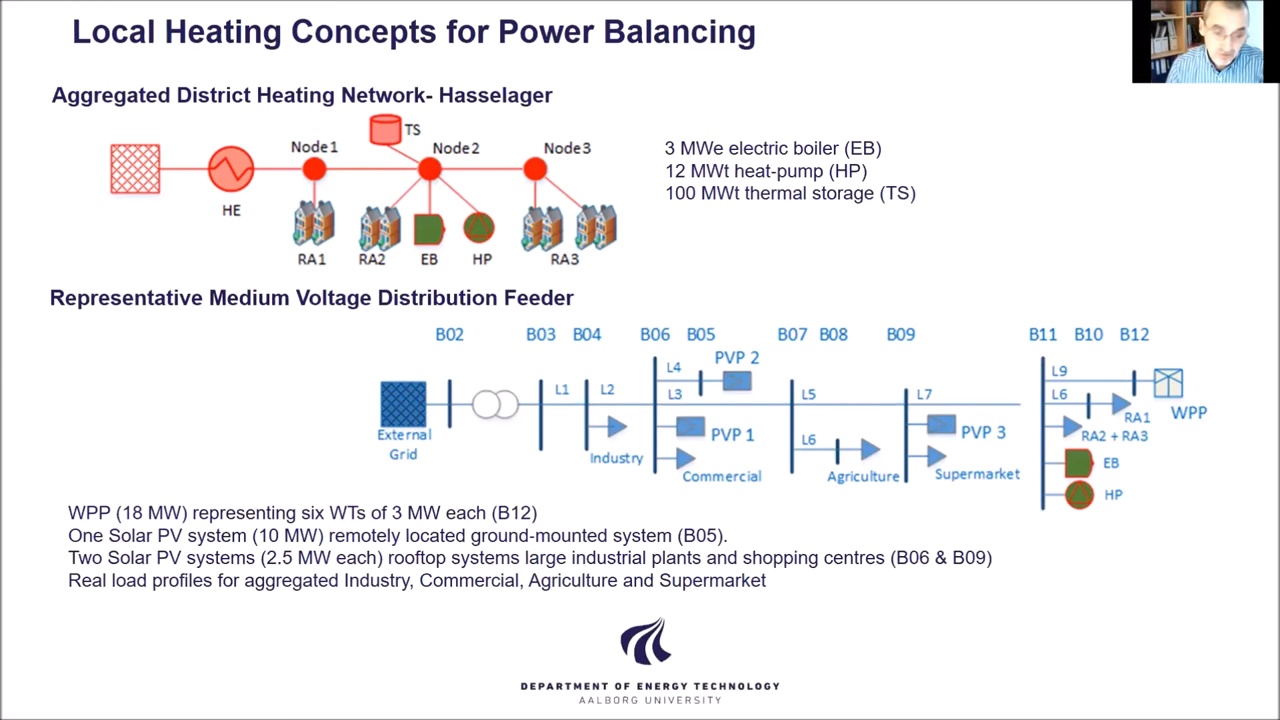 Local Heating Concepts for Power Balancing
Aggregated District Heating Network- Hasselager
TS
Node1
Node2
Node3
HE
RA1
RA2
EB
HP
RA3
3 MWe electric boiler (EB)
12 MWt heat-pump (HP)
100 MWt thermal storage (TS)
Representative Medium Voltage Distribution Feeder
B02
B03
B04
B06
B05
B07
B08
B09
B11
B10
B12
PVP 2
L4
L9
L1
L2
L3
L5
L7
L6
RA1
WPP
External
Grid
PVP 1
PVP 3
RA2 + RA3
L6
Industry
Commercial
Agriculture
Supermarket
EB
HP
WPP (18 MW) representing six WTs of 3 MW each (B12)
One Solar PV system (10 MW) remotely located ground-mounted system (B05).
Two Solar PV systems (2.5 MW each) rooftop systems large industrial plants and shopping centres (B06 & B09)
Real load profiles for aggregated Industry, Commercial, Agriculture and Supermarket
DEPARTMENT OF ENERGY TECHNOLOGY
AALBORG UNIVERSITY